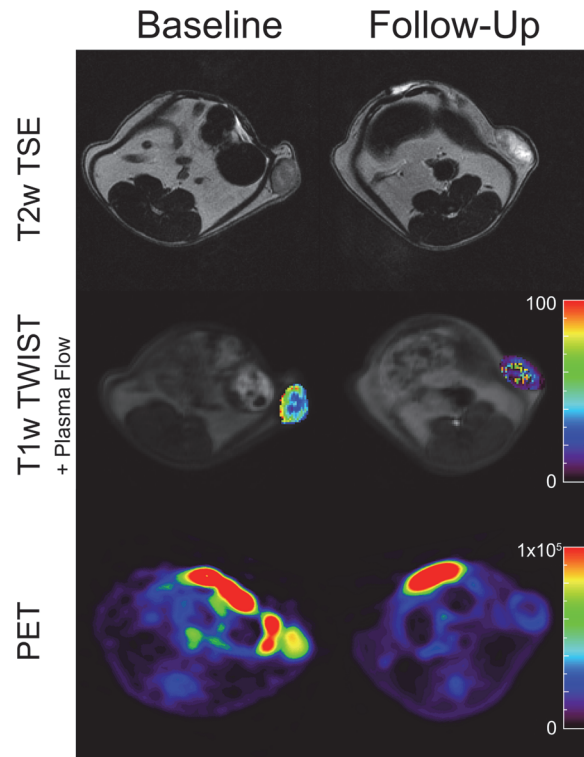 Baseline Follow-Up
T2w TSE
T1w TWIST
+ Plasma Flow
100
0
PET
1x10⁵
0